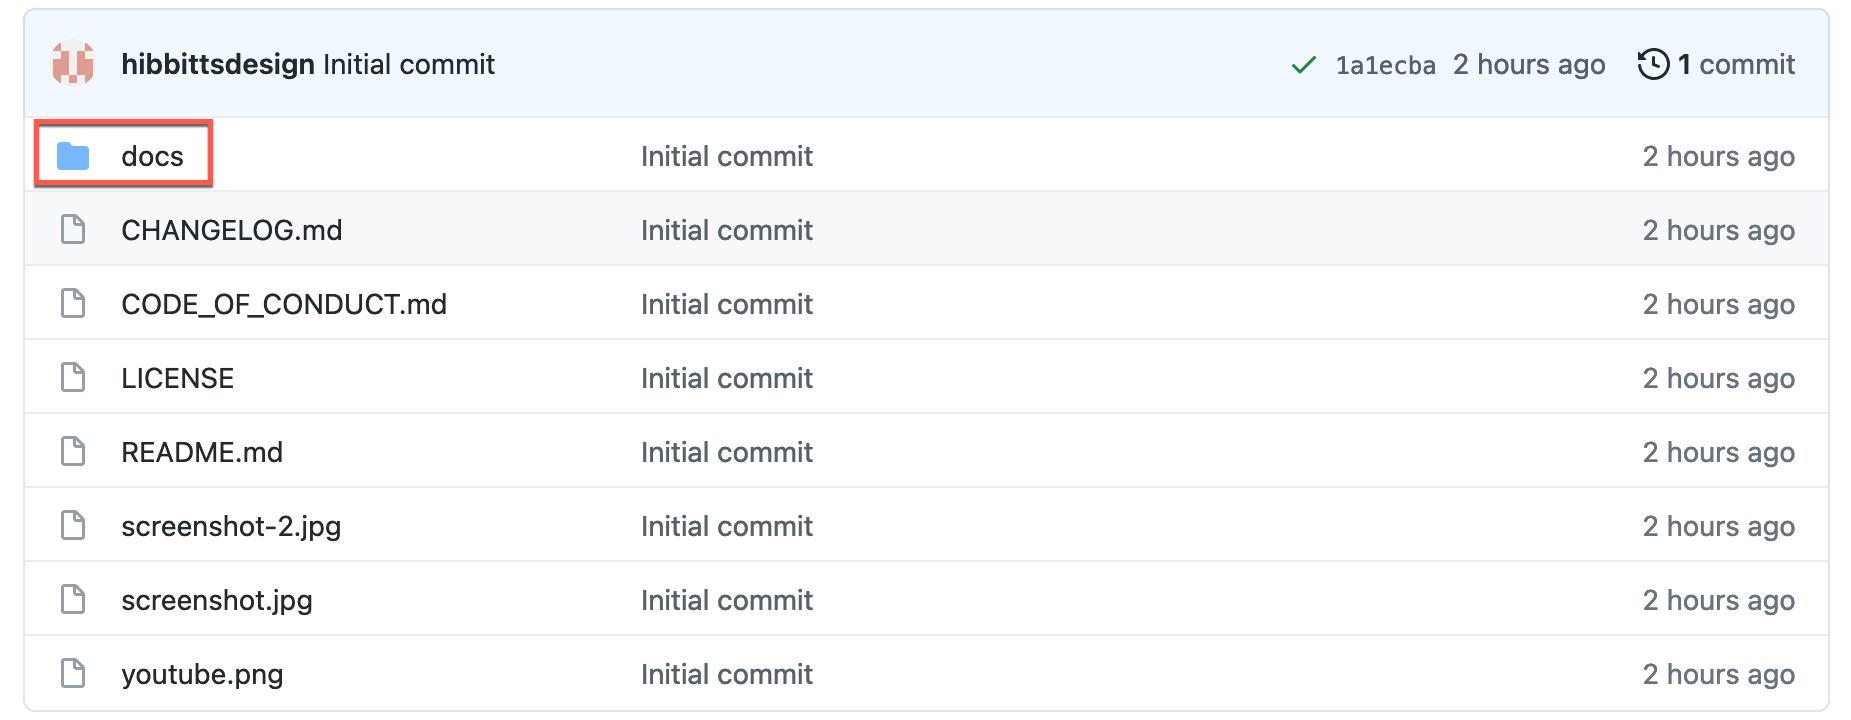 hibbittsdesign Initial commit 1a1ecba 2 hours ago 1 commit
docs Initial commit 2 hours ago
CHANGELOG.md Initial commit 2 hours ago
CODE_OF_CONDUCT.md Initial commit 2 hours ago
LICENSE Initial commit 2 hours ago
README.md Initial commit 2 hours ago
screenshot-2.jpg Initial commit 2 hours ago
screenshot.jpg Initial commit 2 hours ago
youtube.png Initial commit 2 hours ago